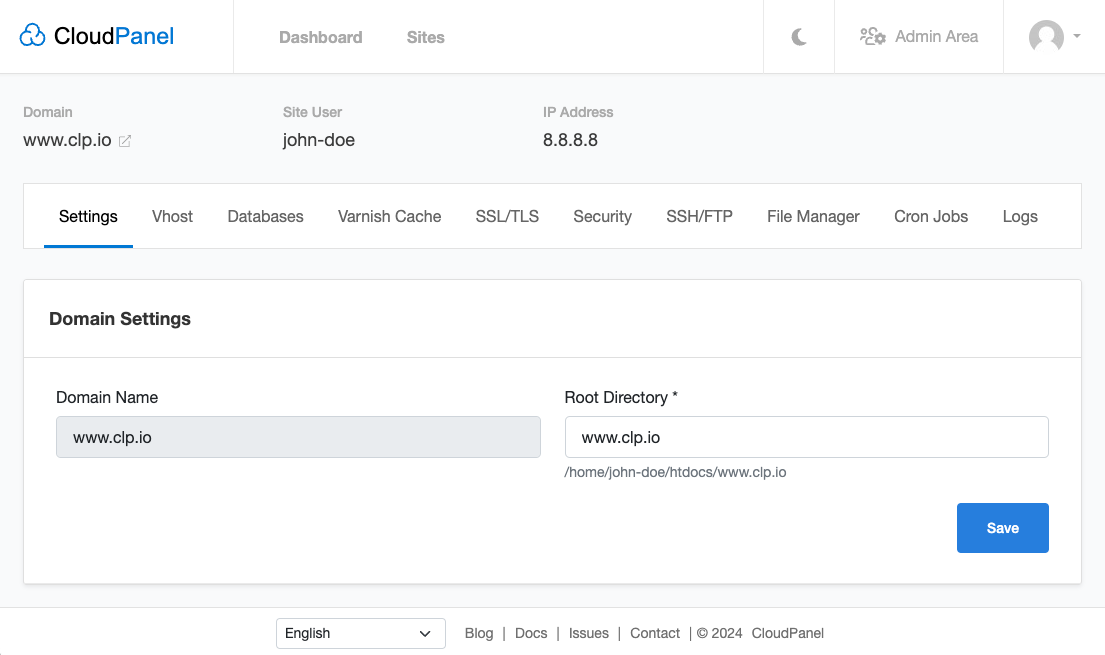 CloudPanel Dashboard Sites Admin Area
Domain Site User IP Address
www.clp.io john-doe 8.8.8.8
Settings Vhost Databases Varnish Cache SSL/TLS Security SSH/FTP File Manager Cron Jobs Logs
Domain Settings
Domain Name Root Directory *
www.clp.io www.clp.io
/home/john-doe/htdocs/www.clp.io
Save
English Blog | Docs | Issues | Contact | © 2024 CloudPanel